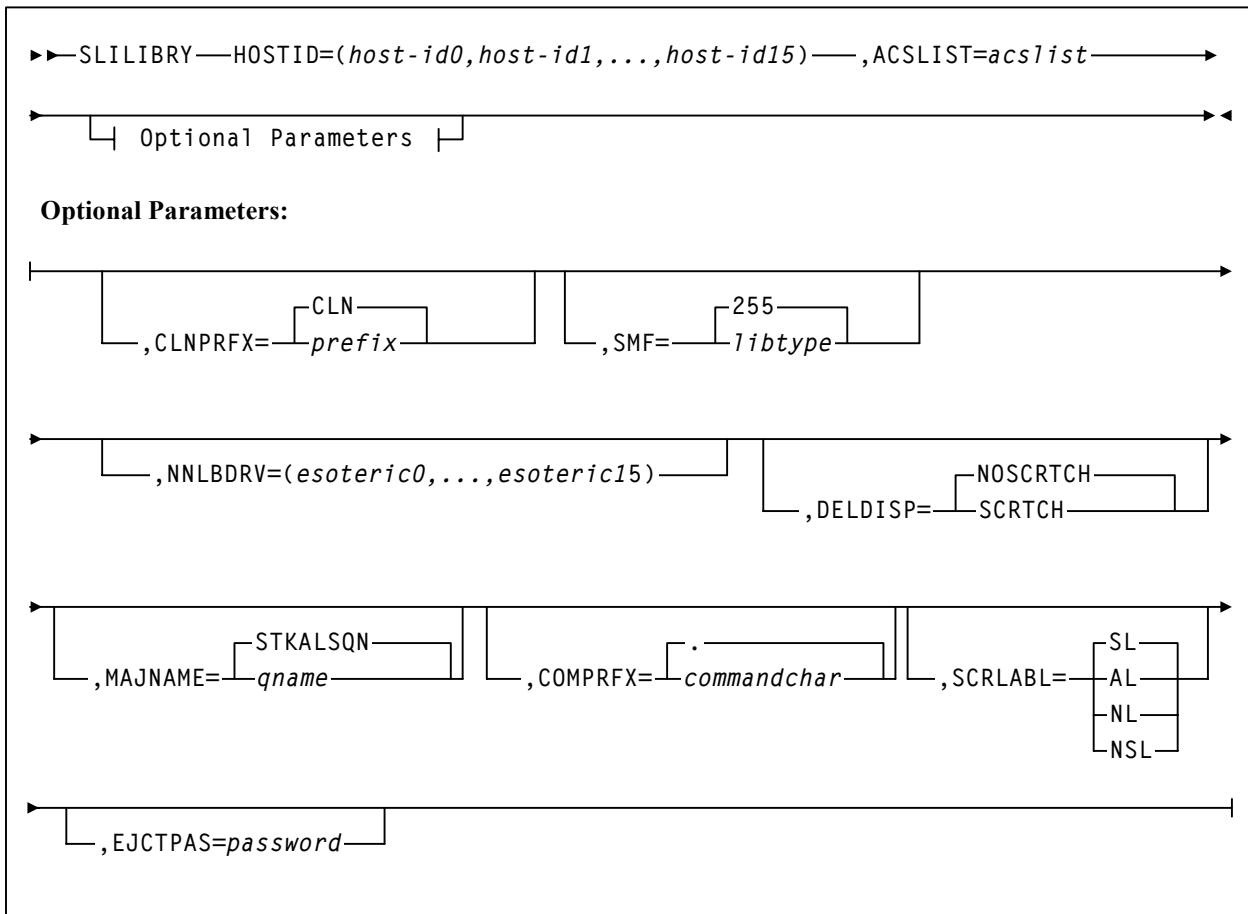 SLILIBRY HOSTID=(host-id0,host-id1,...,host-id15) ,ACSLIST=acslist
Optional Parameters
Optional Parameters:
CLN
,CLNPRFX= prefix
255
,SMF= libtype
,NNLBDRV=(esoteric0,...,esoteric15)
NOSCRTCH
,DELDISP= SCRTCH
STKALSQN
,MAJNAME= qname
.
,COMPRFX= commandchar
SL
,SCRLABL= AL
NL
NSL
,EJCTPAS=password